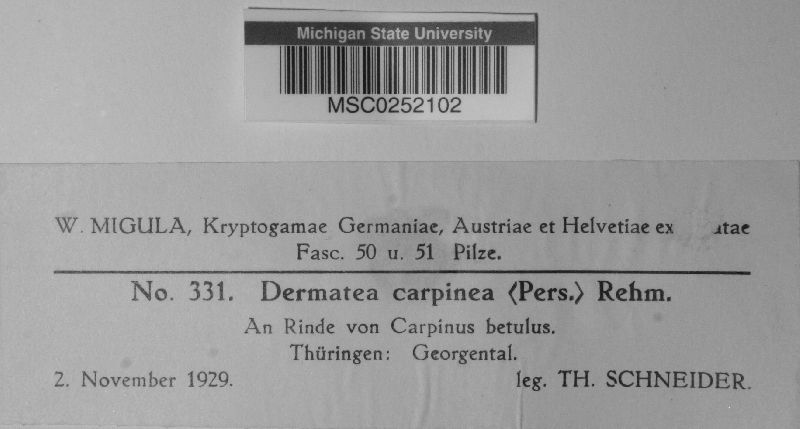 Michigan State University
MSC0252102
W. MIGULA, Kryptogamae Germaniae, Austriae et Helvetiae
Fasc. 50 u. 51 Pilze.
No. 331. Dermatea carpinea ⟨Pers.⟩ Rehm.
An Rinde von Carpinus betulus.
Thüringen: Georgental.
2. November 1929. leg. TH. SCHNEIDER.